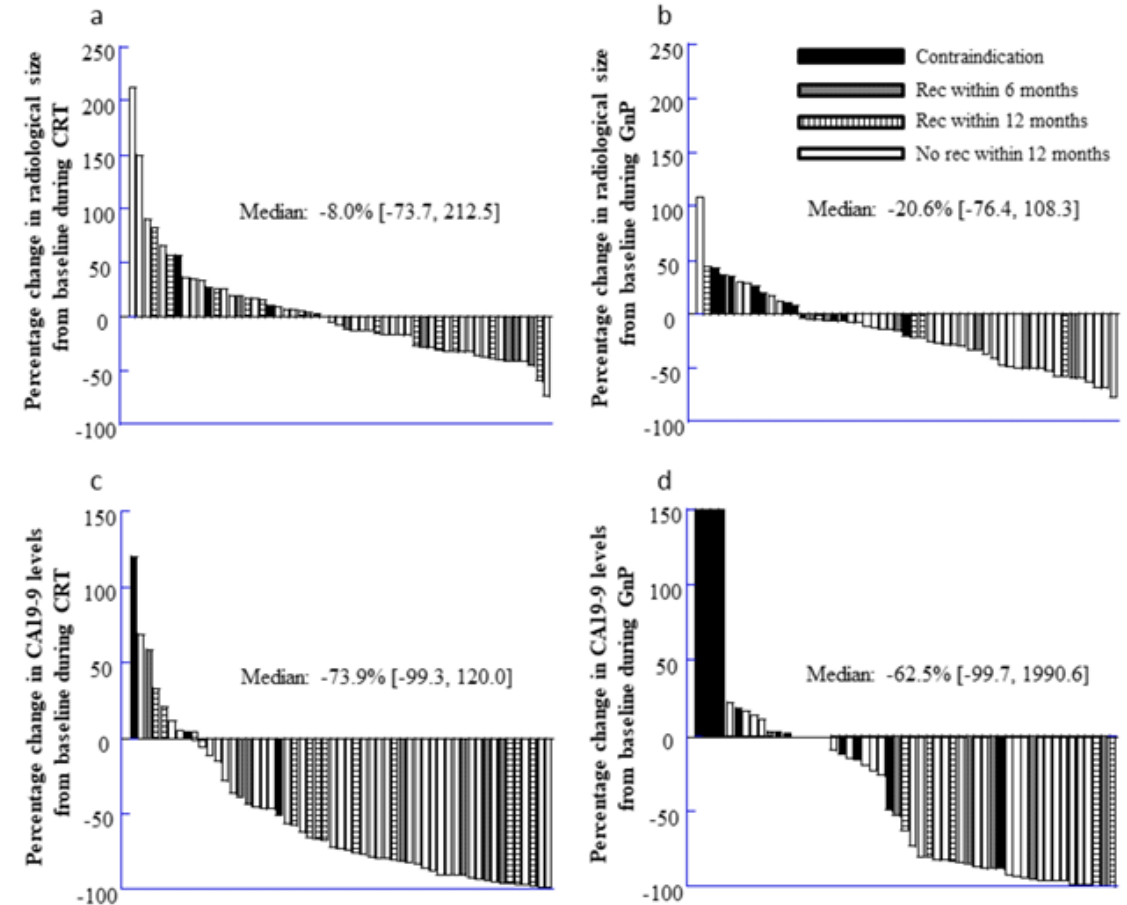 a
Percentage change in radiological size
from baseline during CRT
250
200
150
100
50
0
-50
-100
Median: -8.0% [-73.7, 212.5]
b
Percentage change in radiological size
from baseline during GnP
250
200
150
100
50
0
-50
-100
Contraindication
Rec within 6 months
Rec within 12 months
No rec within 12 months
Median: -20.6% [-76.4, 108.3]
c
Percentage change in CA19-9 levels
from baseline during CRT
150
100
50
0
-50
-100
Median: -73.9% [-99.3, 120.0]
d
Percentage change in CA19-9 levels
from baseline during GnP
150
100
50
0
-50
-100
Median: -62.5% [-99.7, 1990.6]